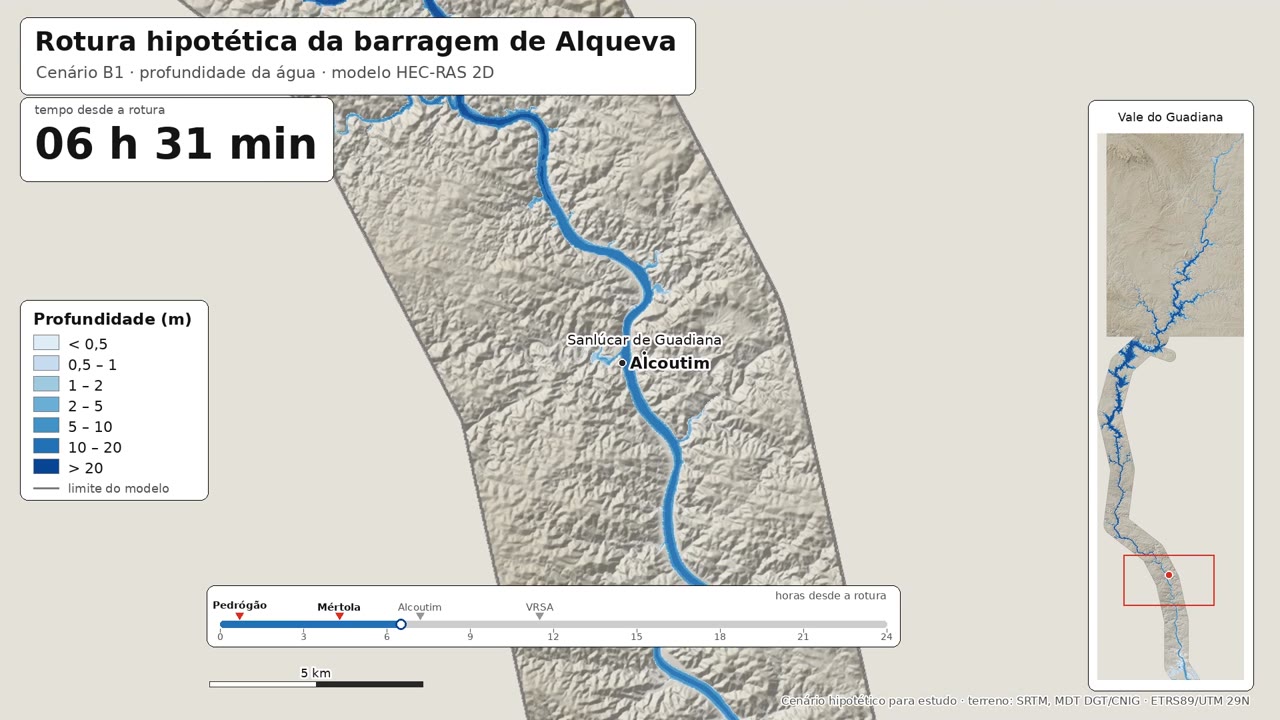 Rotura hipotética da barragem de Alqueva
Cenário B1 · profundidade da água · modelo HEC-RAS 2D
tempo desde a rotura
06 h 31 min
Vale do Guadiana
Profundidade (m)
< 0,5
0,5 – 1
1 – 2
2 – 5
5 – 10
10 – 20
> 20
limite do modelo
Sanlúcar de Guadiana
Alcoutim
horas desde a rotura
Pedrógão Mértola Alcoutim VRSA
0 3 6 9 12 15 18 21 24
5 km
Cenário hipotético para estudo · terreno: SRTM, MDT DGT/CNIG · ETRS89/UTM 29N